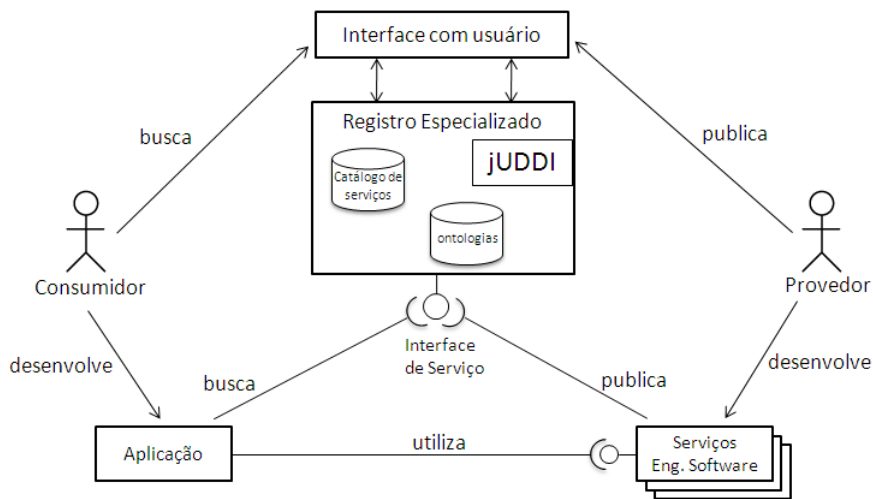 Interface com usuário
Registro Especializado
jUDDI
Catálogo de
serviços
ontologias
busca
publica
Consumidor
Provedor
desenvolve
desenvolve
Interface
de Serviço
busca
publica
Aplicação
utiliza
Serviços
Eng. Software